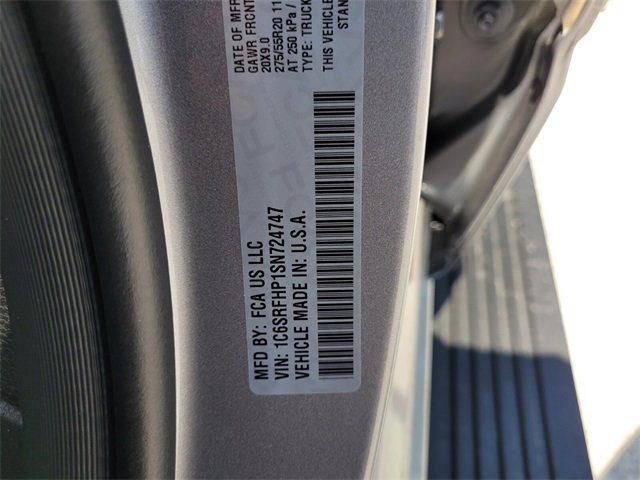 MFD BY: FCA US LLC
VIN: 1C6SRFHP1SN724747
VEHICLE MADE IN: U.S.A.
DATE OF MFR
GAWR FRONT
20X9.0
275/55R20 11
AT 250 kPa /
TYPE: TRUCK
THIS VEHICLE
STAN